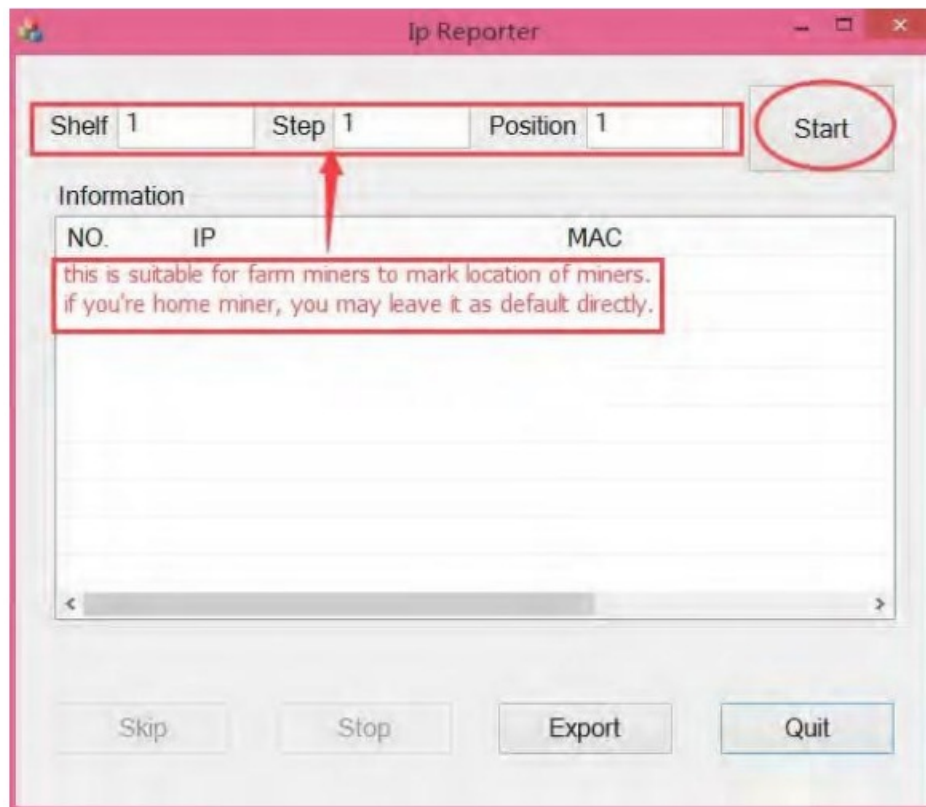 Ip Reporter
Shelf 1 Step 1 Position 1 Start
Information
NO. IP MAC
this is suitable for farm miners to mark location of miners.
if you're home miner, you may leave it as default directly.
Skip Stop Export Quit